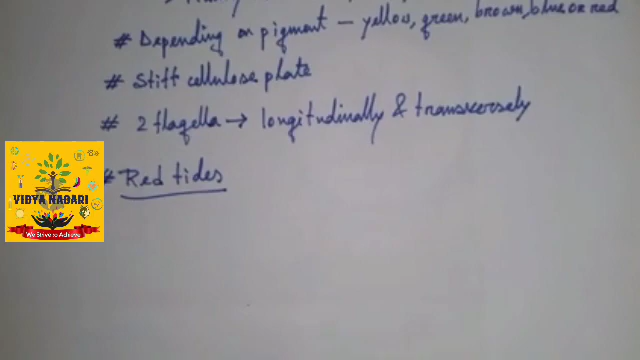 # Depending on pigment – yellow, green, brown, blue or red
# Stiff cellulose plate
# 2 flagella → longitudinally & transversely
# Red tides
VIDYA NAGARI
We Strive to Achieve